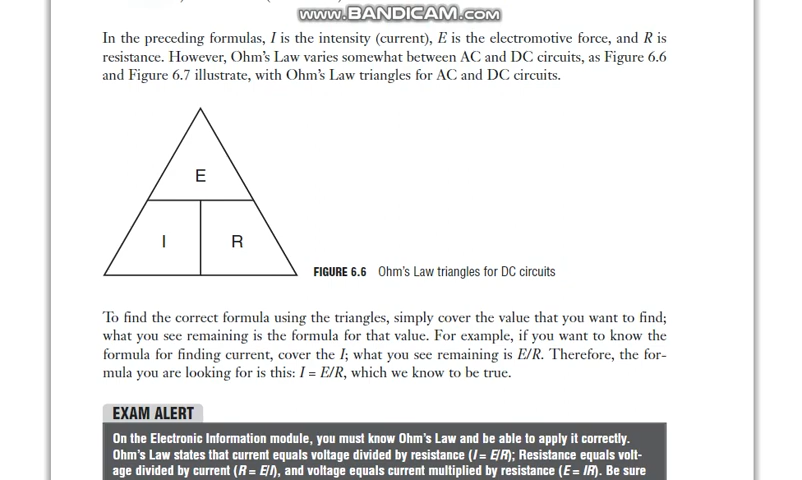 www.BANDICAM.com
In the preceding formulas, I is the intensity (current), E is the electromotive force, and R is
resistance. However, Ohm's Law varies somewhat between AC and DC circuits, as Figure 6.6
and Figure 6.7 illustrate, with Ohm's Law triangles for AC and DC circuits.
E
I R
FIGURE 6.6 Ohm's Law triangles for DC circuits
To find the correct formula using the triangles, simply cover the value that you want to find;
what you see remaining is the formula for that value. For example, if you want to know the
formula for finding current, cover the I; what you see remaining is E/R. Therefore, the for-
mula you are looking for is this: I = E/R, which we know to be true.
EXAM ALERT
On the Electronic Information module, you must know Ohm's Law and be able to apply it correctly.
Ohm's Law states that current equals voltage divided by resistance (I = E/R); Resistance equals volt-
age divided by current (R = E/I), and voltage equals current multiplied by resistance (E = IR). Be sure